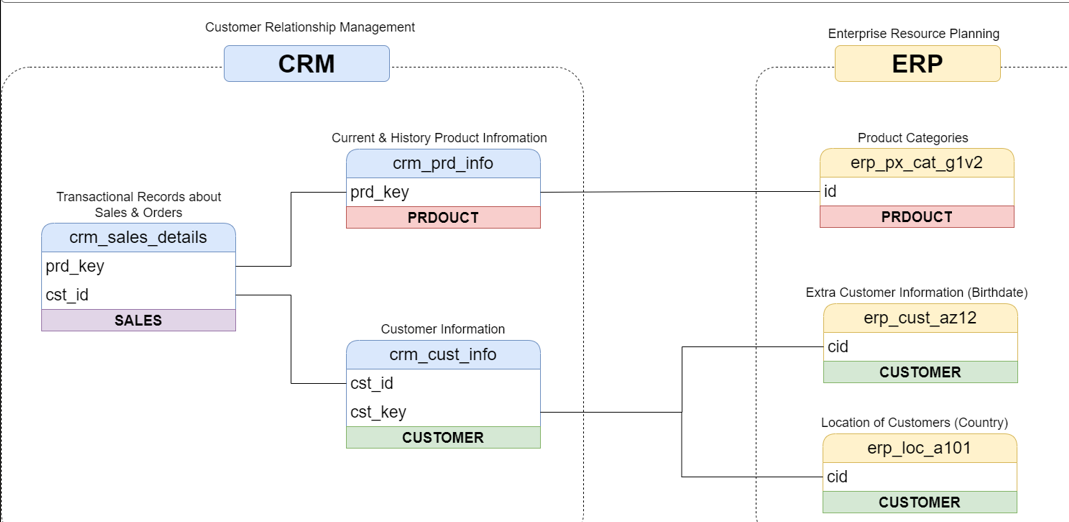 Customer Relationship Management
CRM
Enterprise Resource Planning
ERP
Current & History Product Infromation
crm_prd_info
prd_key
PRDOUCT
Product Categories
erp_px_cat_g1v2
id
PRDOUCT
Transactional Records about
Sales & Orders
crm_sales_details
prd_key
cst_id
SALES
Customer Information
crm_cust_info
cst_id
cst_key
CUSTOMER
Extra Customer Information (Birthdate)
erp_cust_az12
cid
CUSTOMER
Location of Customers (Country)
erp_loc_a101
cid
CUSTOMER